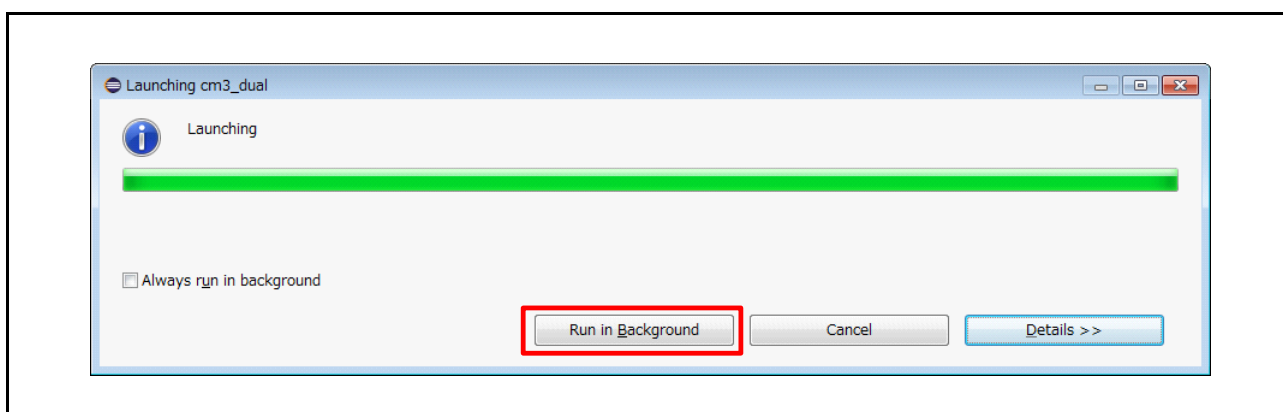 Launching cm3_dual
Launching
Always run in background
Run in Background
Cancel
Details >>